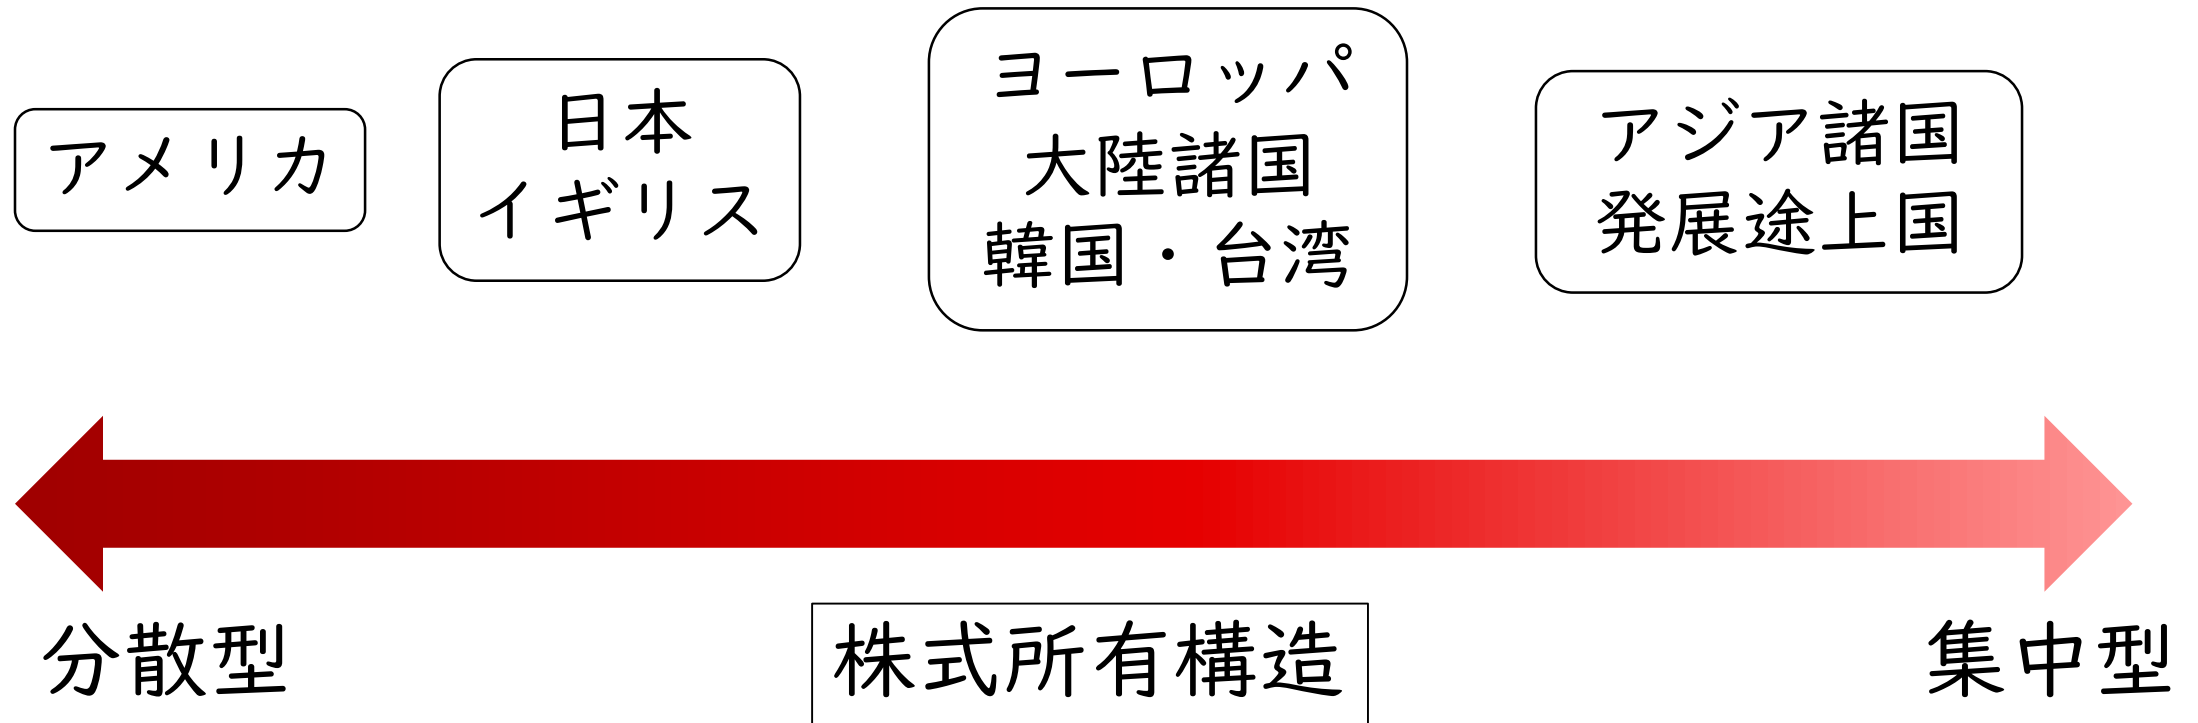 アメリカ
日本
イギリス
ヨーロッパ
大陸諸国
韓国・台湾
アジア諸国
発展途上国
分散型
株式所有構造
集中型